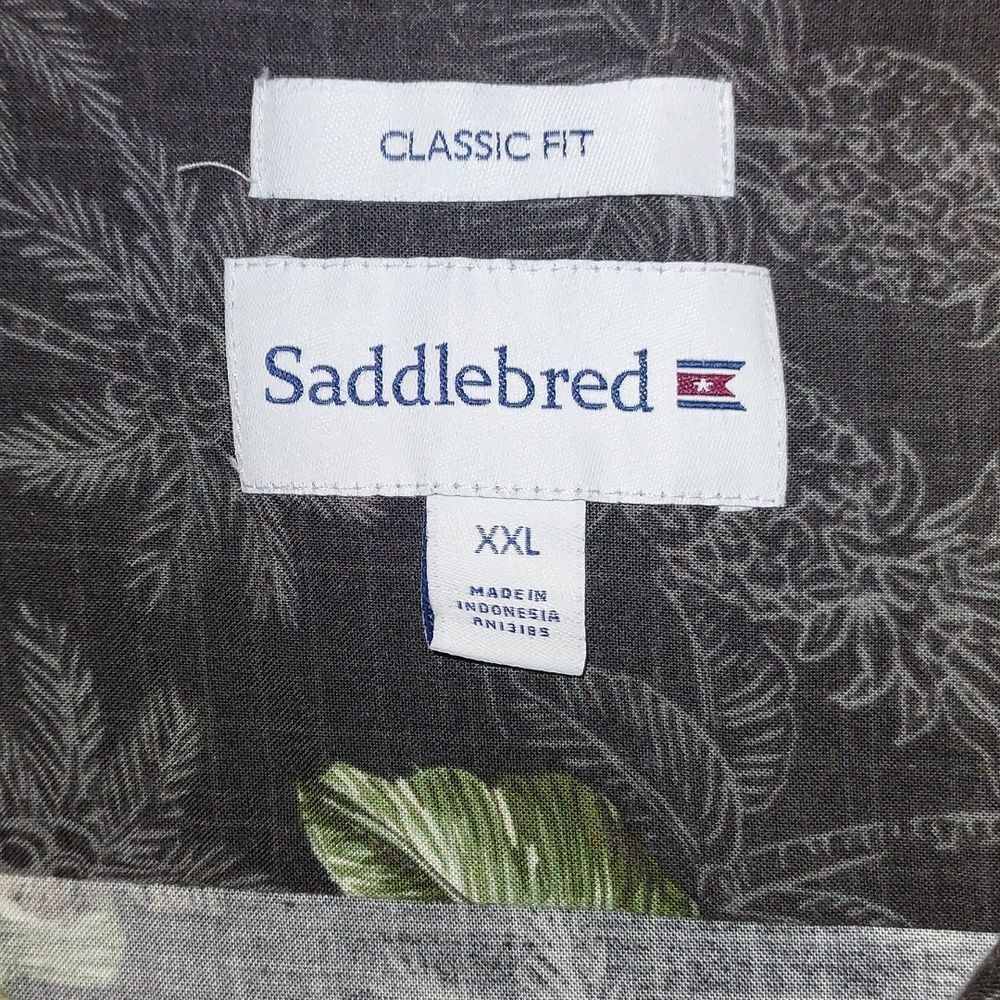 CLASSIC FIT
Saddlebred
XXL
MADE IN
INDONESIA
RN13185